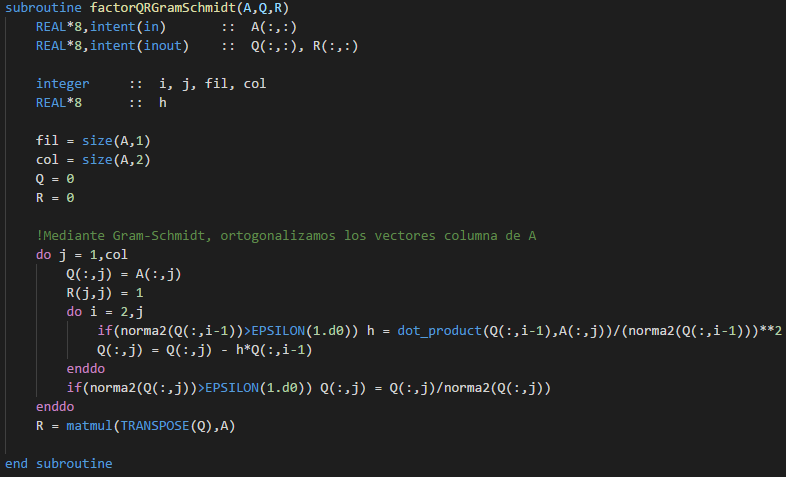 subroutine factorQRGramSchmidt(A,Q,R)
    REAL*8,intent(in)       ::  A(:,:)
    REAL*8,intent(inout)    ::  Q(:,:), R(:,:)

    integer     ::  i, j, fil, col
    REAL*8      ::  h

    fil = size(A,1)
    col = size(A,2)
    Q = 0
    R = 0

    !Mediante Gram-Schmidt, ortogonalizamos los vectores columna de A
    do j = 1,col
        Q(:,j) = A(:,j)
        R(j,j) = 1
        do i = 2,j
            if(norma2(Q(:,i-1))>EPSILON(1.d0)) h = dot_product(Q(:,i-1),A(:,j))/(norma2(Q(:,i-1)))**2
            Q(:,j) = Q(:,j) - h*Q(:,i-1)
        enddo
        if(norma2(Q(:,j))>EPSILON(1.d0)) Q(:,j) = Q(:,j)/norma2(Q(:,j))
    enddo
    R = matmul(TRANSPOSE(Q),A)

end subroutine